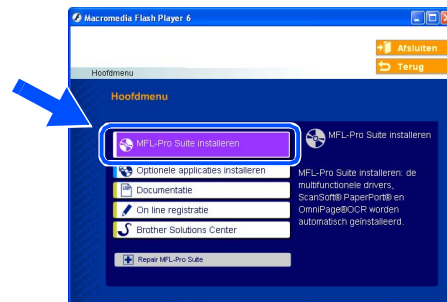 Macromedia Flash Player 6
Afsluiten
Terug
Hoofdmenu
Hoofdmenu
MFL-Pro Suite installeren
Optionele applicaties installeren
Documentatie
On line registratie
Brother Solutions Center
Repair MFL-Pro Suite
MFL-Pro Suite installeren
MFL-Pro Suite installeren: de
multifunctionele drivers,
ScanSoft® PaperPort® en
OmniPage®OCR worden
automatisch geïnstalleerd.